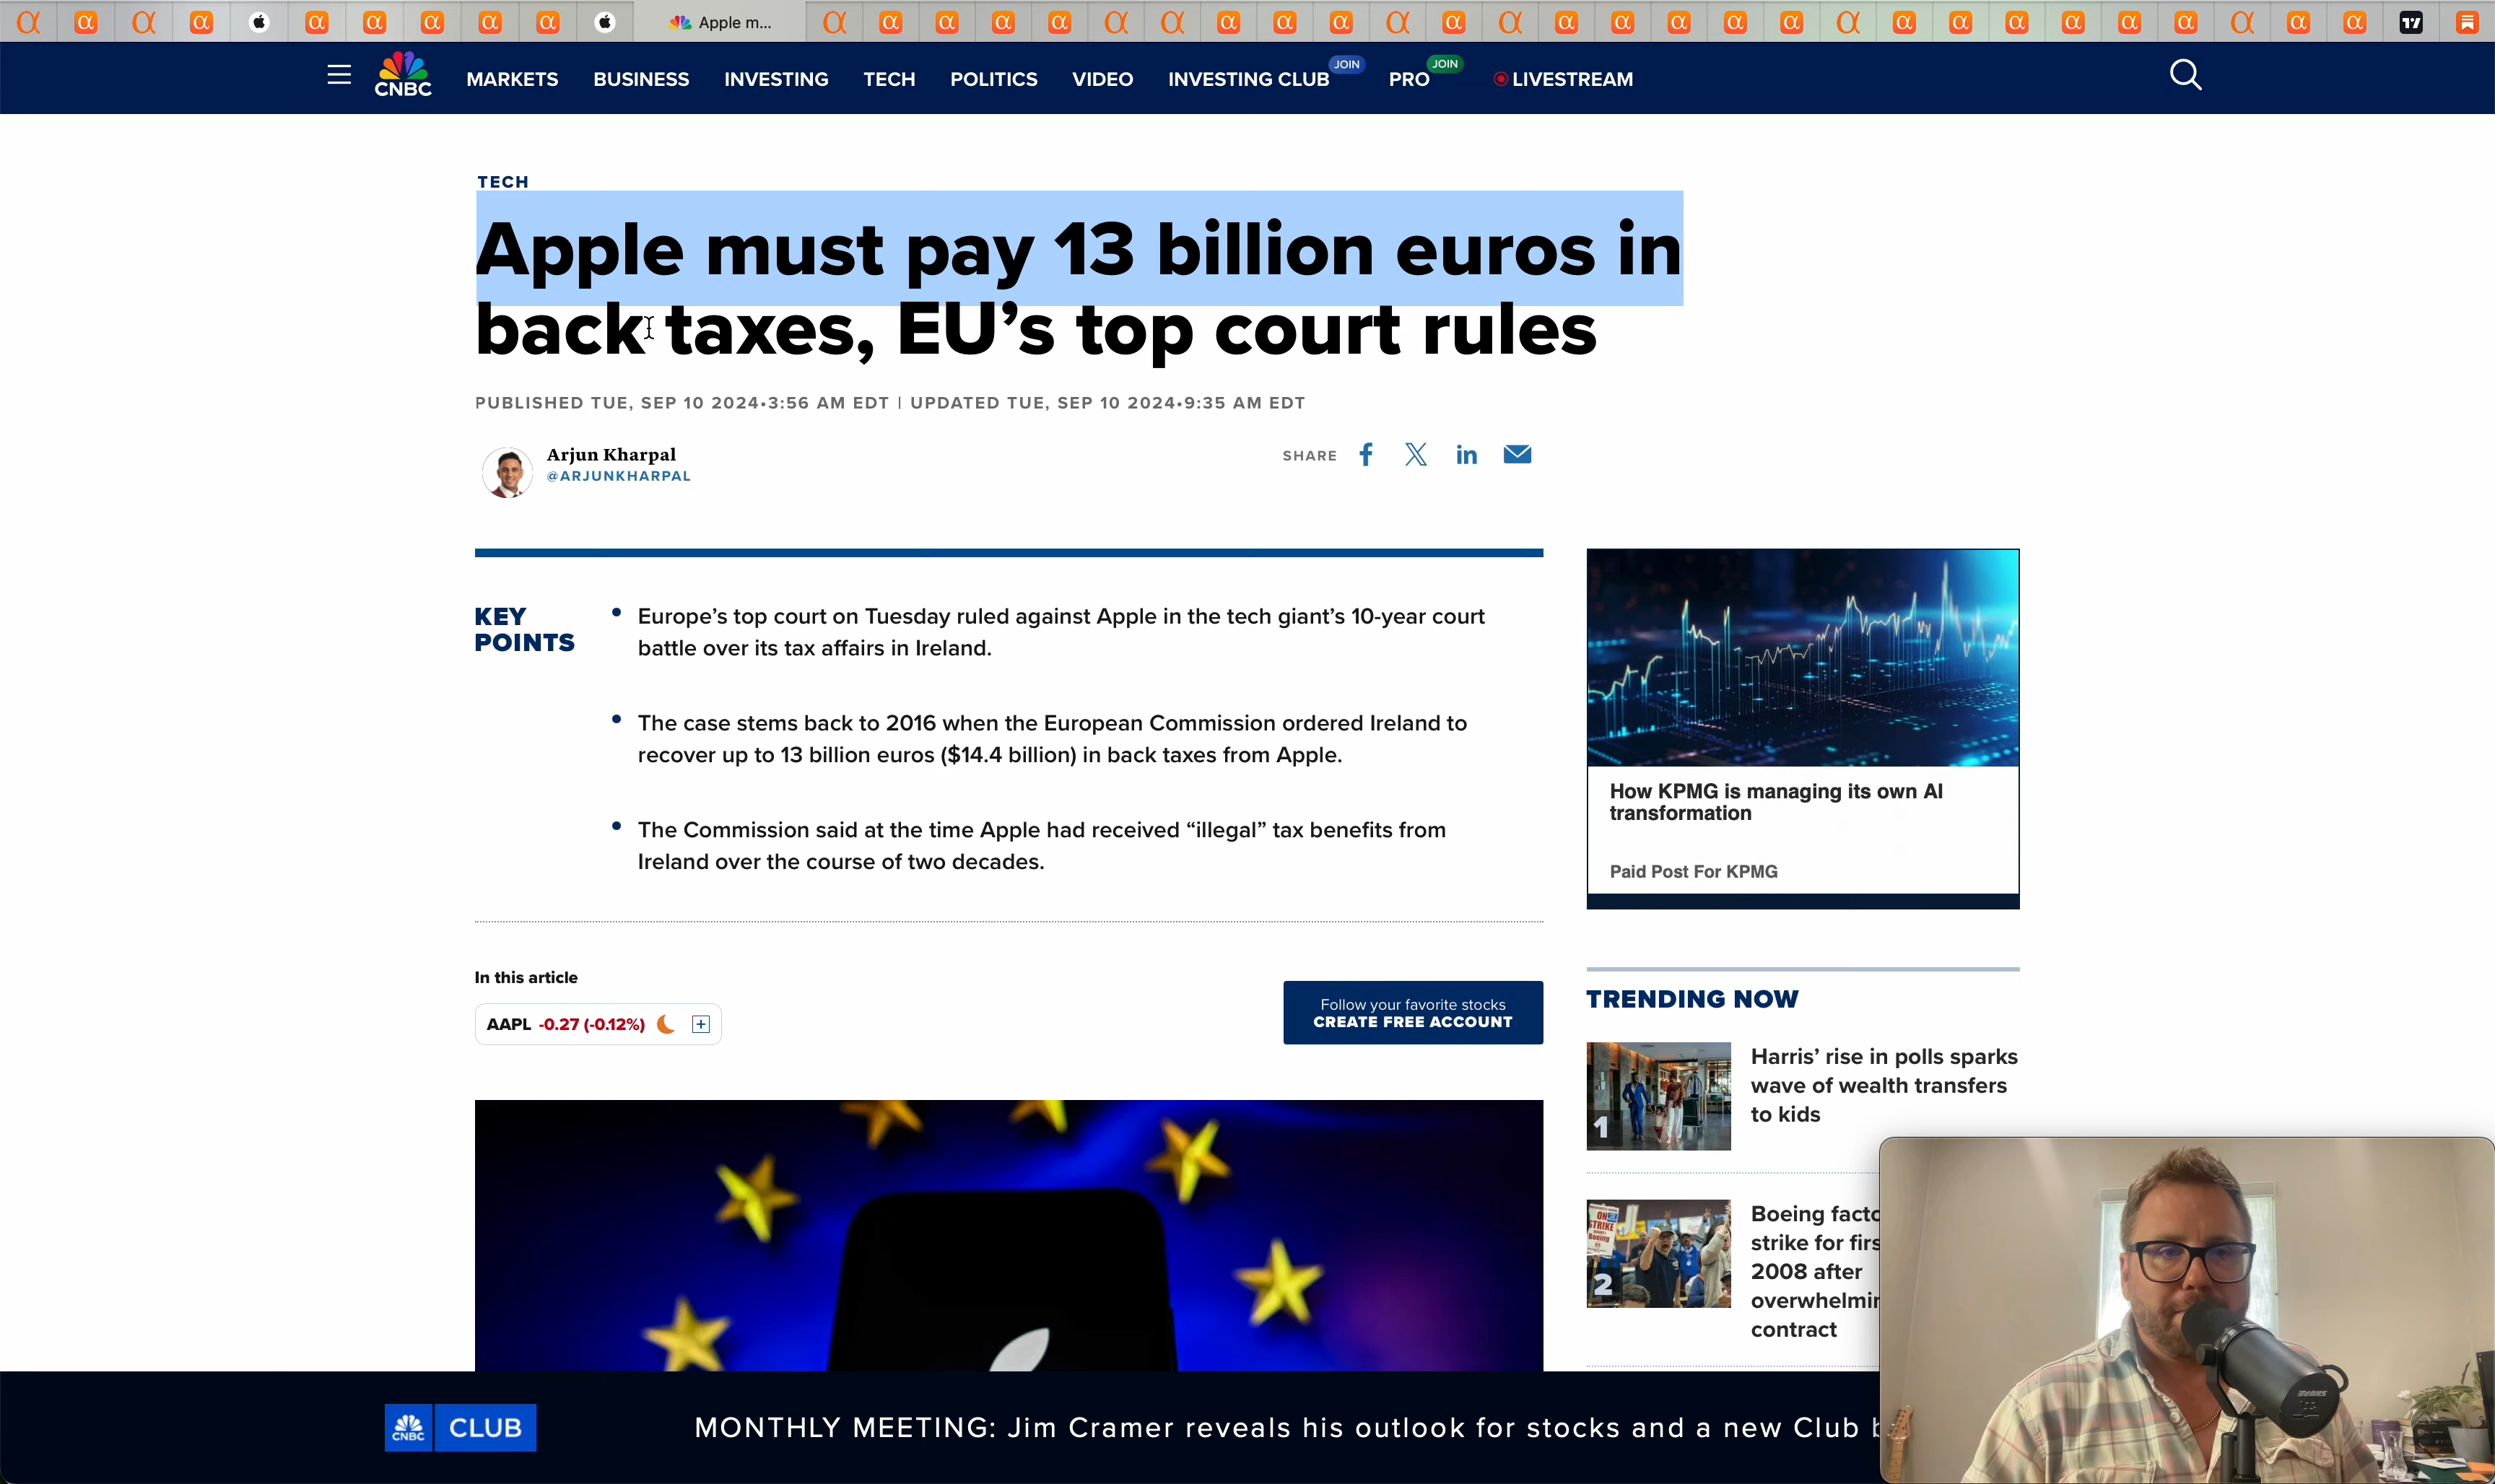 Apple m...
CNBC
MARKETS
BUSINESS
INVESTING
TECH
POLITICS
VIDEO
INVESTING CLUB
JOIN
PRO
JOIN
LIVESTREAM
TECH
Apple must pay 13 billion euros in
back taxes, EU’s top court rules
PUBLISHED TUE, SEP 10 2024•3:56 AM EDT | UPDATED TUE, SEP 10 2024•9:35 AM EDT
Arjun Kharpal
@ARJUNKHARPAL
SHARE
KEY
POINTS
Europe’s top court on Tuesday ruled against Apple in the tech giant’s 10-year court
battle over its tax affairs in Ireland.
The case stems back to 2016 when the European Commission ordered Ireland to
recover up to 13 billion euros ($14.4 billion) in back taxes from Apple.
The Commission said at the time Apple had received “illegal” tax benefits from
Ireland over the course of two decades.
How KPMG is managing its own AI
transformation
Paid Post For KPMG
In this article
AAPL -0.27 (-0.12%)
Follow your favorite stocks
CREATE FREE ACCOUNT
TRENDING NOW
1
Harris’ rise in polls sparks
wave of wealth transfers
to kids
ON
STRIKE
2
Boeing
strike for
2008 after
contract
CNBC
CLUB
MONTHLY MEETING: Jim Cramer reveals his outlook for stocks and a new Club